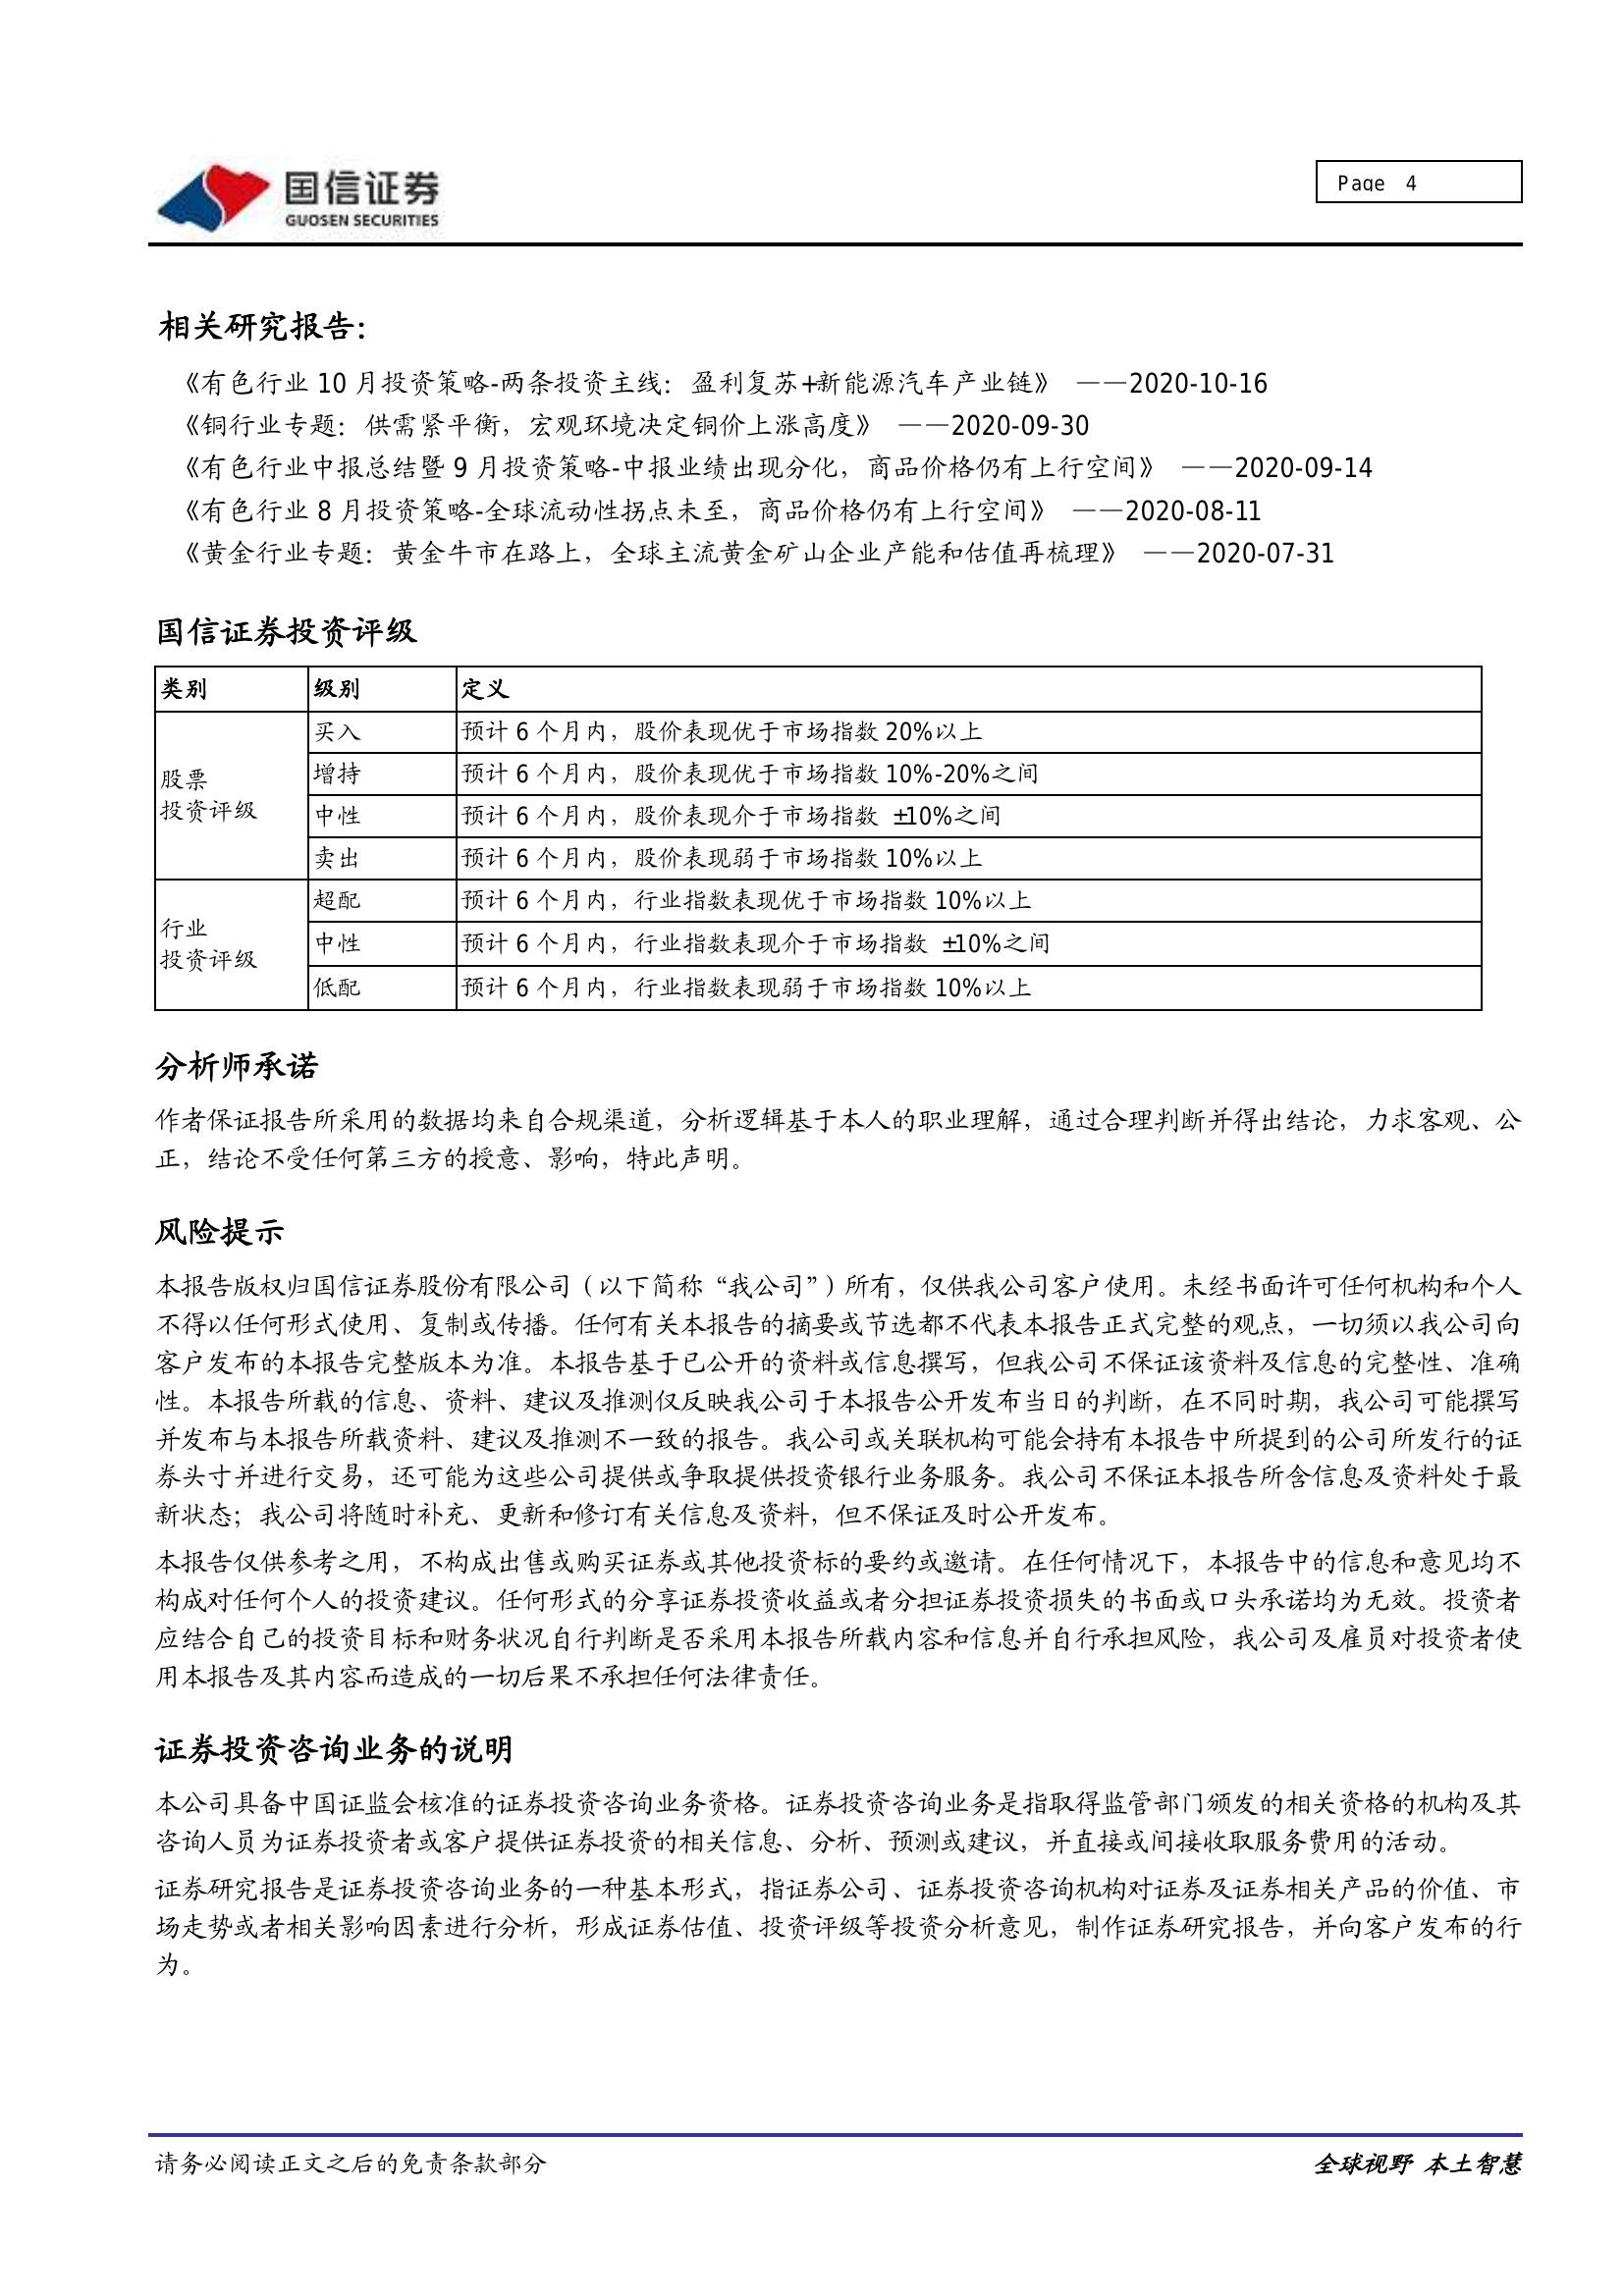 国信证券
GUOSEN SECURITIES
Page 4
相关研究报告：
《有色行业 10 月投资策略-两条投资主线：盈利复苏+新能源汽车产业链》 ——2020-10-16
《铜行业专题：供需紧平衡，宏观环境决定铜价上涨高度》 ——2020-09-30
《有色行业中报总结暨 9 月投资策略-中报业绩出现分化，商品价格仍有上行空间》 ——2020-09-14
《有色行业 8 月投资策略-全球流动性拐点未至，商品价格仍有上行空间》 ——2020-08-11
《黄金行业专题：黄金牛市在路上，全球主流黄金矿山企业产能和估值再梳理》 ——2020-07-31
国信证券投资评级
类别 级别 定义
股票
投资评级
买入 预计 6 个月内，股价表现优于市场指数 20%以上
增持 预计 6 个月内，股价表现优于市场指数 10%-20%之间
中性 预计 6 个月内，股价表现介于市场指数 ±10%之间
卖出 预计 6 个月内，股价表现弱于市场指数 10%以上
行业
投资评级
超配 预计 6 个月内，行业指数表现优于市场指数 10%以上
中性 预计 6 个月内，行业指数表现介于市场指数 ±10%之间
低配 预计 6 个月内，行业指数表现弱于市场指数 10%以上
分析师承诺
作者保证报告所采用的数据均来自合规渠道，分析逻辑基于本人的职业理解，通过合理判断并得出结论，力求客观、公
正，结论不受任何第三方的授意、影响，特此声明。
风险提示
本报告版权归国信证券股份有限公司（以下简称“我公司”）所有，仅供我公司客户使用。未经书面许可任何机构和个人
不得以任何形式使用、复制或传播。任何有关本报告的摘要或节选都不代表本报告正式完整的观点，一切须以我公司向
客户发布的本报告完整版本为准。本报告基于已公开的资料或信息撰写，但我公司不保证该资料及信息的完整性、准确
性。本报告所载的信息、资料、建议及推测仅反映我公司于本报告公开发布当日的判断，在不同时期，我公司可能撰写
并发布与本报告所载资料、建议及推测不一致的报告。我公司或关联机构可能会持有本报告中所提到的公司所发行的证
券头寸并进行交易，还可能为这些公司提供或争取提供投资银行业务服务。我公司不保证本报告所含信息及资料处于最
新状态；我公司将随时补充、更新和修订有关信息及资料，但不保证及时公开发布。
本报告仅供参考之用，不构成出售或购买证券或其他投资标的要约或邀请。在任何情况下，本报告中的信息和意见均不
构成对任何个人的投资建议。任何形式的分享证券投资收益或者分担证券投资损失的书面或口头承诺均为无效。投资者
应结合自己的投资目标和财务状况自行判断是否采用本报告所载内容和信息并自行承担风险，我公司及雇员对投资者使
用本报告及其内容而造成的一切后果不承担任何法律责任。
证券投资咨询业务的说明
本公司具备中国证监会核准的证券投资咨询业务资格。证券投资咨询业务是指取得监管部门颁发的相关资格的机构及其
咨询人员为证券投资者或客户提供证券投资的相关信息、分析、预测或建议，并直接或间接收取服务费用的活动。
证券研究报告是证券投资咨询业务的一种基本形式，指证券公司、证券投资咨询机构对证券及证券相关产品的价值、市
场走势或者相关影响因素进行分析，形成证券估值、投资评级等投资分析意见，制作证券研究报告，并向客户发布的行
为。
请务必阅读正文之后的免责条款部分
全球视野 本土智慧